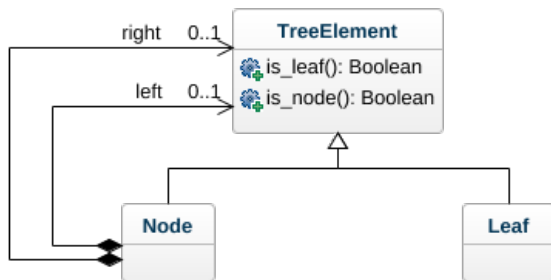 right 0..1
TreeElement
is_leaf(): Boolean
left 0..1
is_node(): Boolean
Node
Leaf